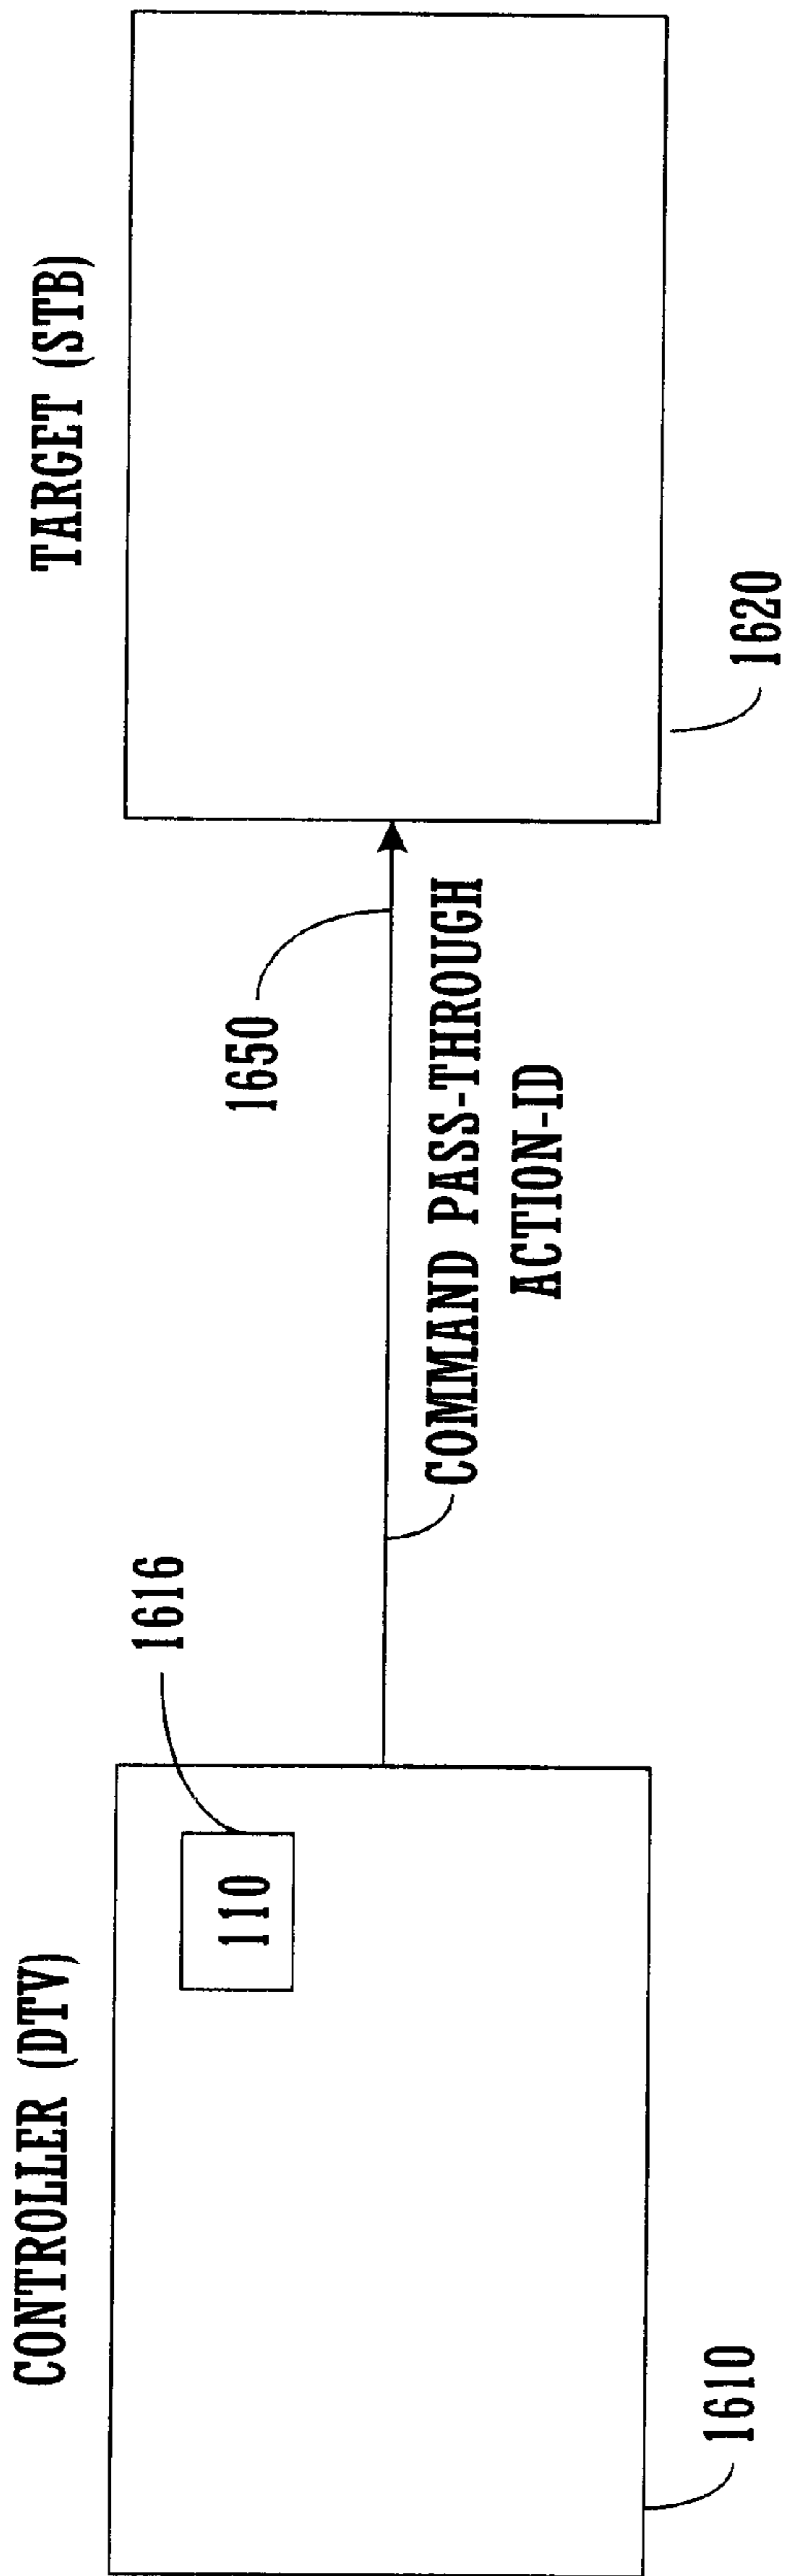 CONTROLLER (DTV)
TARGET (STB)
1616
110
1650
COMMAND PASS-THROUGH
ACTION-ID
1610
1620